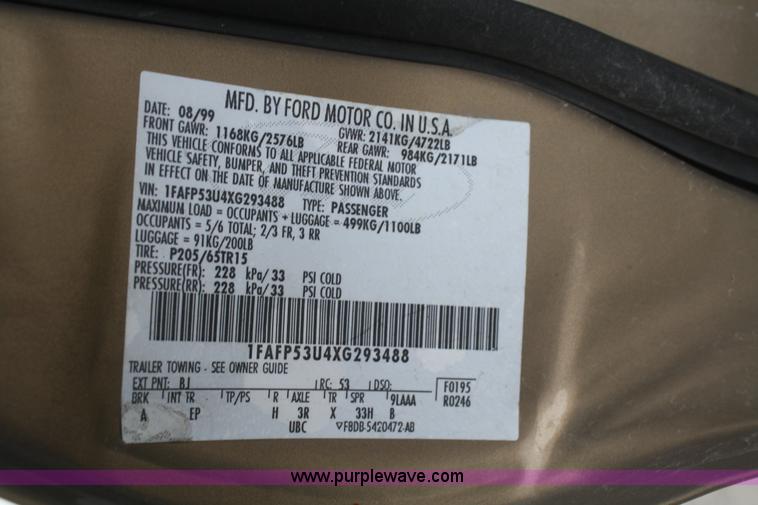 MFD. BY FORD MOTOR CO. IN U.S.A.
DATE: 08/99 GVWR: 2141KG/4722LB
FRONT GAWR: 1168KG/2576LB REAR GAWR: 984KG/2171LB
THIS VEHICLE CONFORMS TO ALL APPLICABLE FEDERAL MOTOR
VEHICLE SAFETY, BUMPER, AND THEFT PREVENTION STANDARDS
IN EFFECT ON THE DATE OF MANUFACTURE SHOWN ABOVE.
VIN: 1FAFP53U4XG293488 TYPE: PASSENGER
MAXIMUM LOAD = OCCUPANTS + LUGGAGE = 499KG/1100LB
OCCUPANTS = 5/6 TOTAL; 2/3 FR, 3 RR
LUGGAGE = 91KG/200LB
TIRE: P205/65TR15
PRESSURE(FR): 228 kPa/33 PSI COLD
PRESSURE(RR): 228 kPa/33 PSI COLD
1FAFP53U4XG293488
TRAILER TOWING - SEE OWNER GUIDE
EXT PNT: BJ RC: 53 DSO: F0195
BRK INT TR TP/PS R AXLE TR SPR 9LAAA R0246
A EP H 3R X 33H B
UBC ▽F8DB-5420472-AB
www.purplewave.com